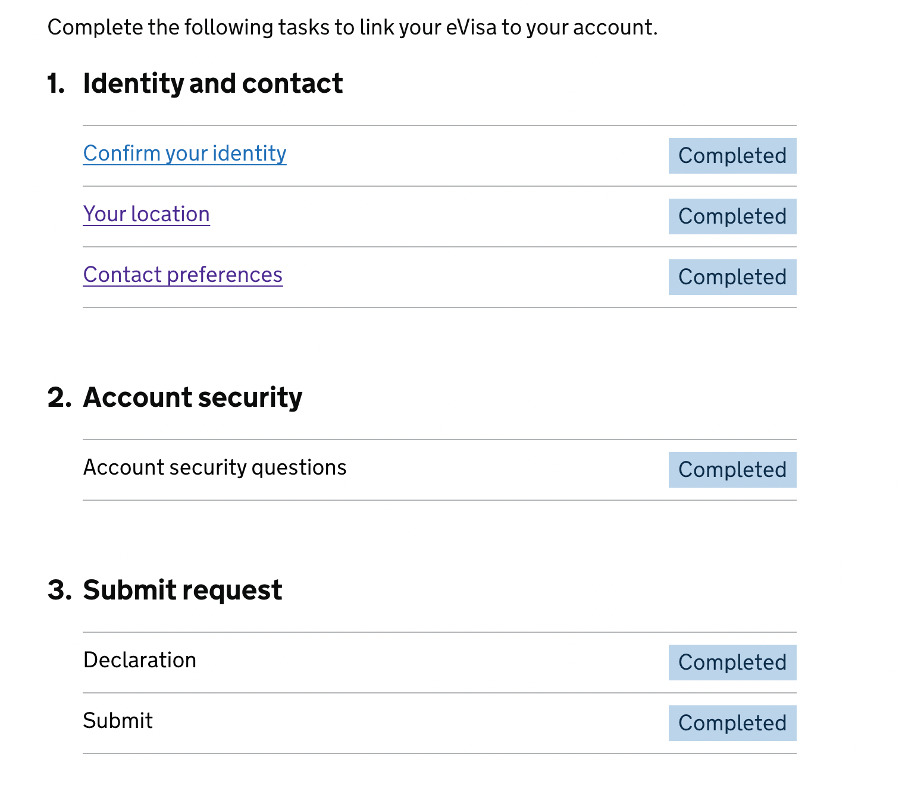 Complete the following tasks to link your eVisa to your account.
1. Identity and contact
Confirm your identity Completed
Your location Completed
Contact preferences Completed
2. Account security
Account security questions Completed
3. Submit request
Declaration Completed
Submit Completed